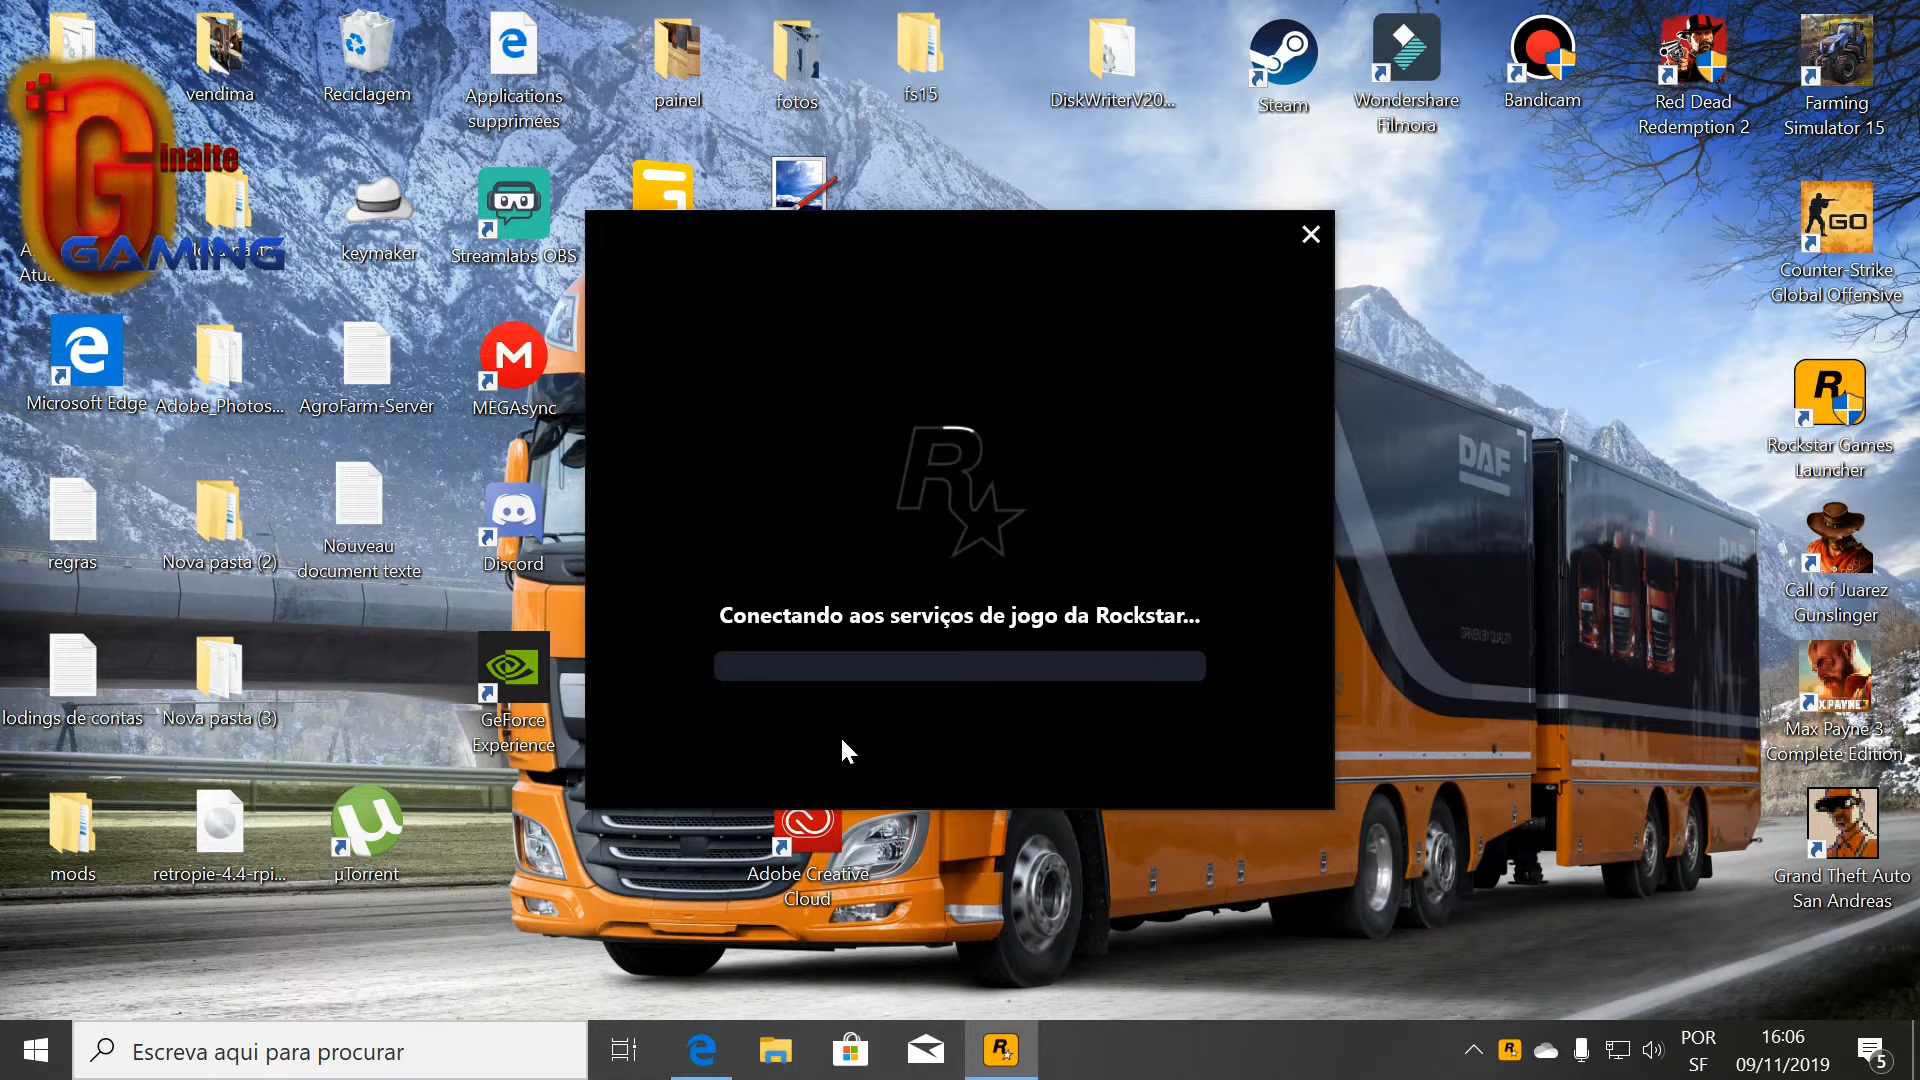 vendima
Reciclagem
Applications
supprimées
painel
fotos
fs15
DiskWriterV20...
Steam
Wondershare
Filmora
Bandicam
Red Dead
Redemption 2
Farming
Simulator 15
G
inaite
GAMING
keymaker
Streamlabs OBS
GO
Counter-Strike
Global Offensive
Microsoft Edge
Adobe_Photos...
AgroFarm-Server
MEGAsync
DAF
Rockstar Games
Launcher
regras
Nova pasta (2)
Nouveau
document texte
Discord
Conectando aos serviços de jogo da Rockstar...
DRIVEN BY QUALITY
DAF
Call of Juarez
Gunslinger
lodings de contas
Nova pasta (3)
GeForce
Experience
Max Payne 3
Complete Edition
mods
retropie-4.4-rpi...
µTorrent
Adobe Creative
Cloud
Grand Theft Auto
San Andreas
Escreva aqui para procurar
POR
SF
16:06
09/11/2019
5